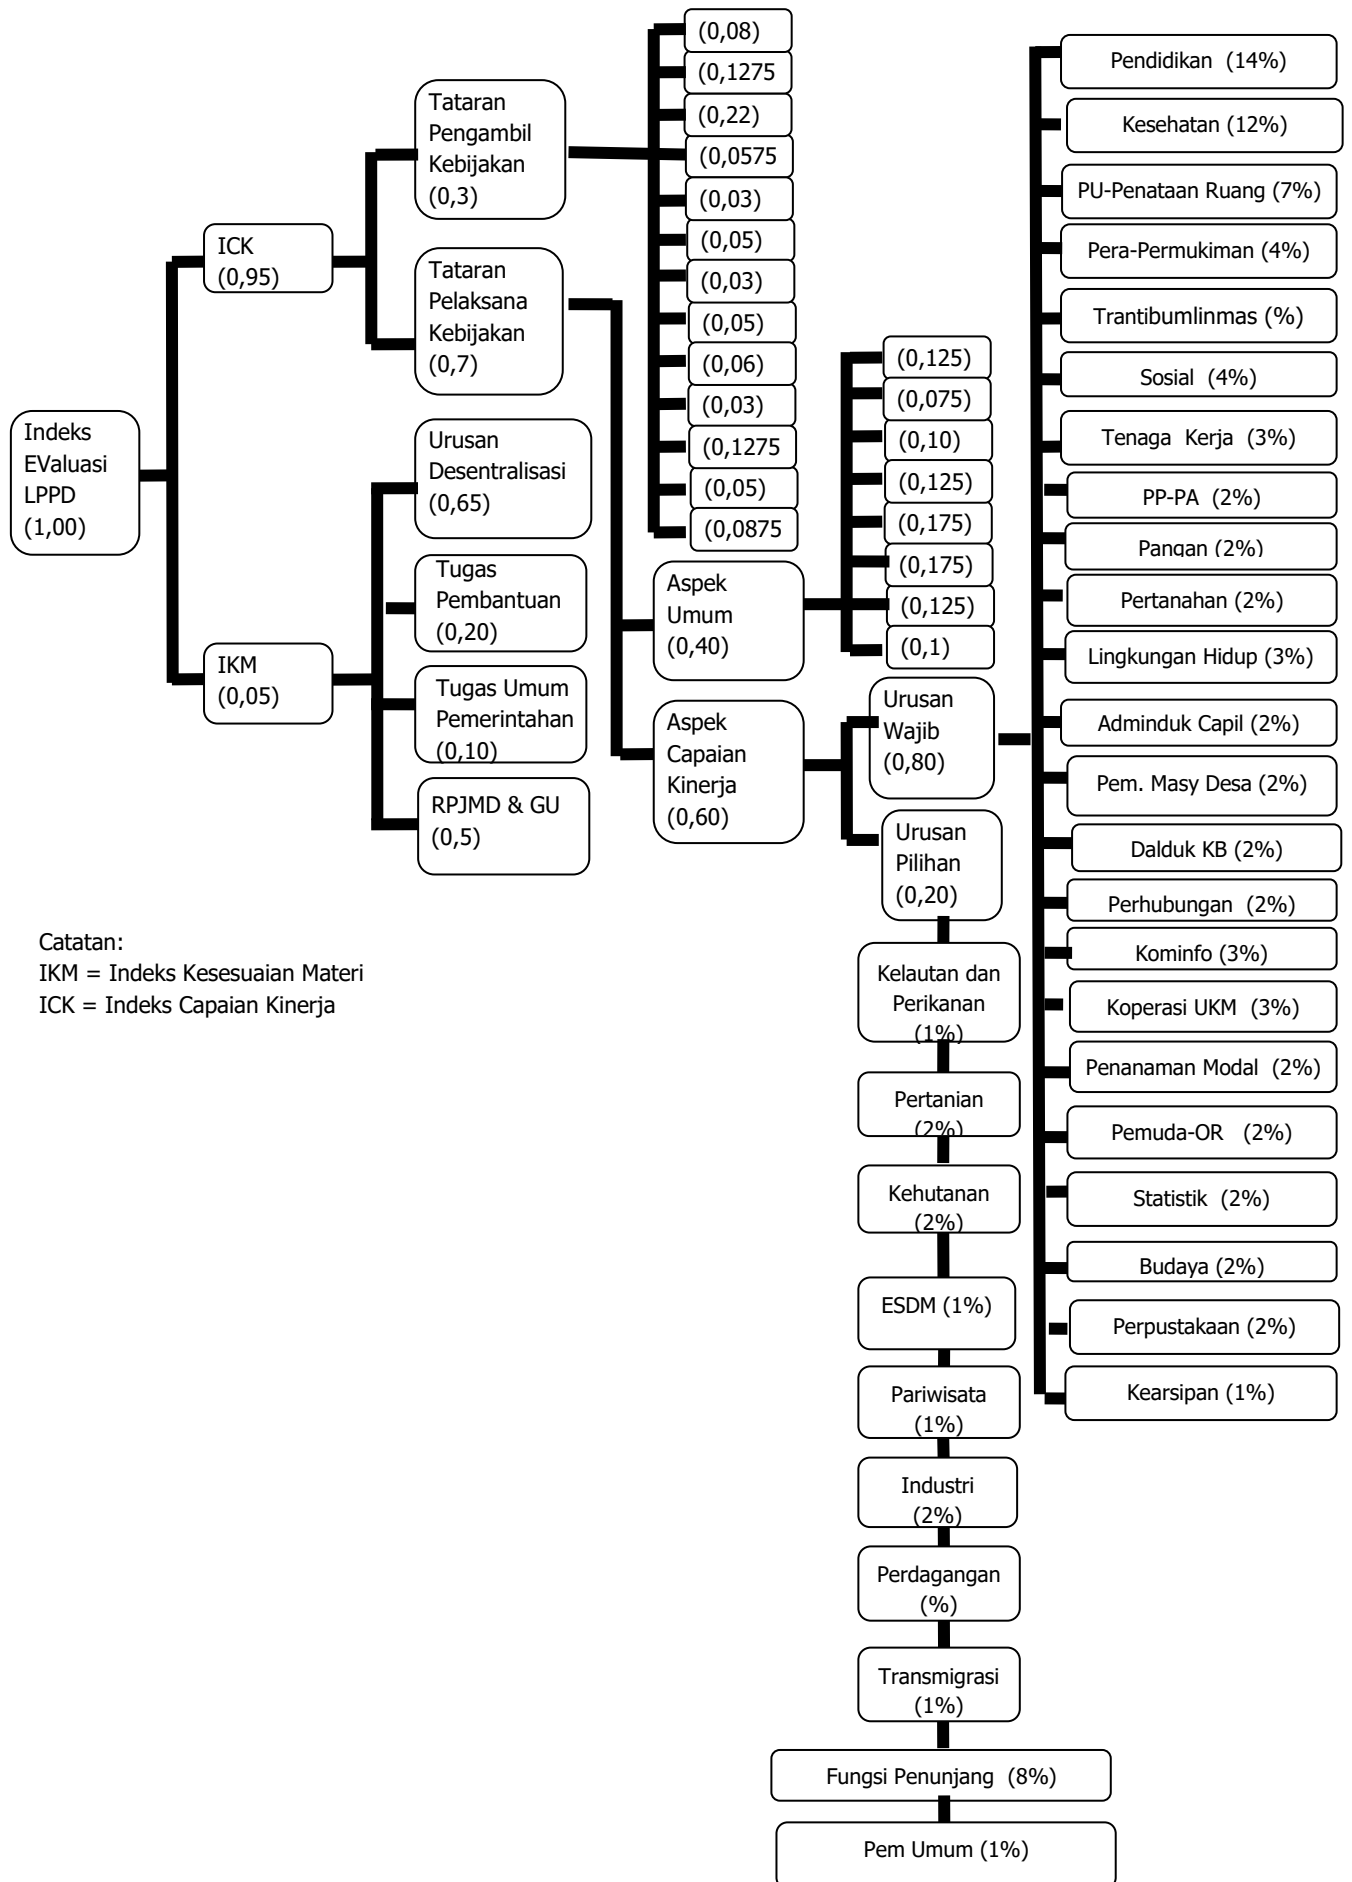 Indeks
EValuasi
LPPD
(1,00)
ICK
(0,95)
IKM
(0,05)
Tataran
Pengambil
Kebijakan
(0,3)
Tataran
Pelaksana
Kebijakan
(0,7)
Urusan
Desentralisasi
(0,65)
Tugas
Pembantuan
(0,20)
Tugas Umum
Pemerintahan
(0,10)
RPJMD & GU
(0,5)
(0,08)
(0,1275
(0,22)
(0,0575
(0,03)
(0,05)
(0,03)
(0,05)
(0,06)
(0,03)
(0,1275
(0,05)
(0,0875
Aspek
Umum
(0,40)
Aspek
Capaian
Kinerja
(0,60)
(0,125)
(0,075)
(0,10)
(0,125)
(0,175)
(0,175)
(0,125)
(0,1)
Urusan
Wajib
(0,80)
Urusan
Pilihan
(0,20)
Kelautan dan
Perikanan
(1%)
Pertanian
(2%)
Kehutanan
(2%)
ESDM (1%)
Pariwisata
(1%)
Industri
(2%)
Perdagangan
(%)
Transmigrasi
(1%)
Fungsi Penunjang (8%)
Pem Umum (1%)
Pendidikan (14%)
Kesehatan (12%)
PU-Penataan Ruang (7%)
Pera-Permukiman (4%)
Trantibumlinmas (%)
Sosial (4%)
Tenaga Kerja (3%)
PP-PA (2%)
Pangan (2%)
Pertanahan (2%)
Lingkungan Hidup (3%)
Adminduk Capil (2%)
Pem. Masy Desa (2%)
Dalduk KB (2%)
Perhubungan (2%)
Kominfo (3%)
Koperasi UKM (3%)
Penanaman Modal (2%)
Pemuda-OR (2%)
Statistik (2%)
Budaya (2%)
Perpustakaan (2%)
Kearsipan (1%)
Catatan:
IKM = Indeks Kesesuaian Materi
ICK = Indeks Capaian Kinerja